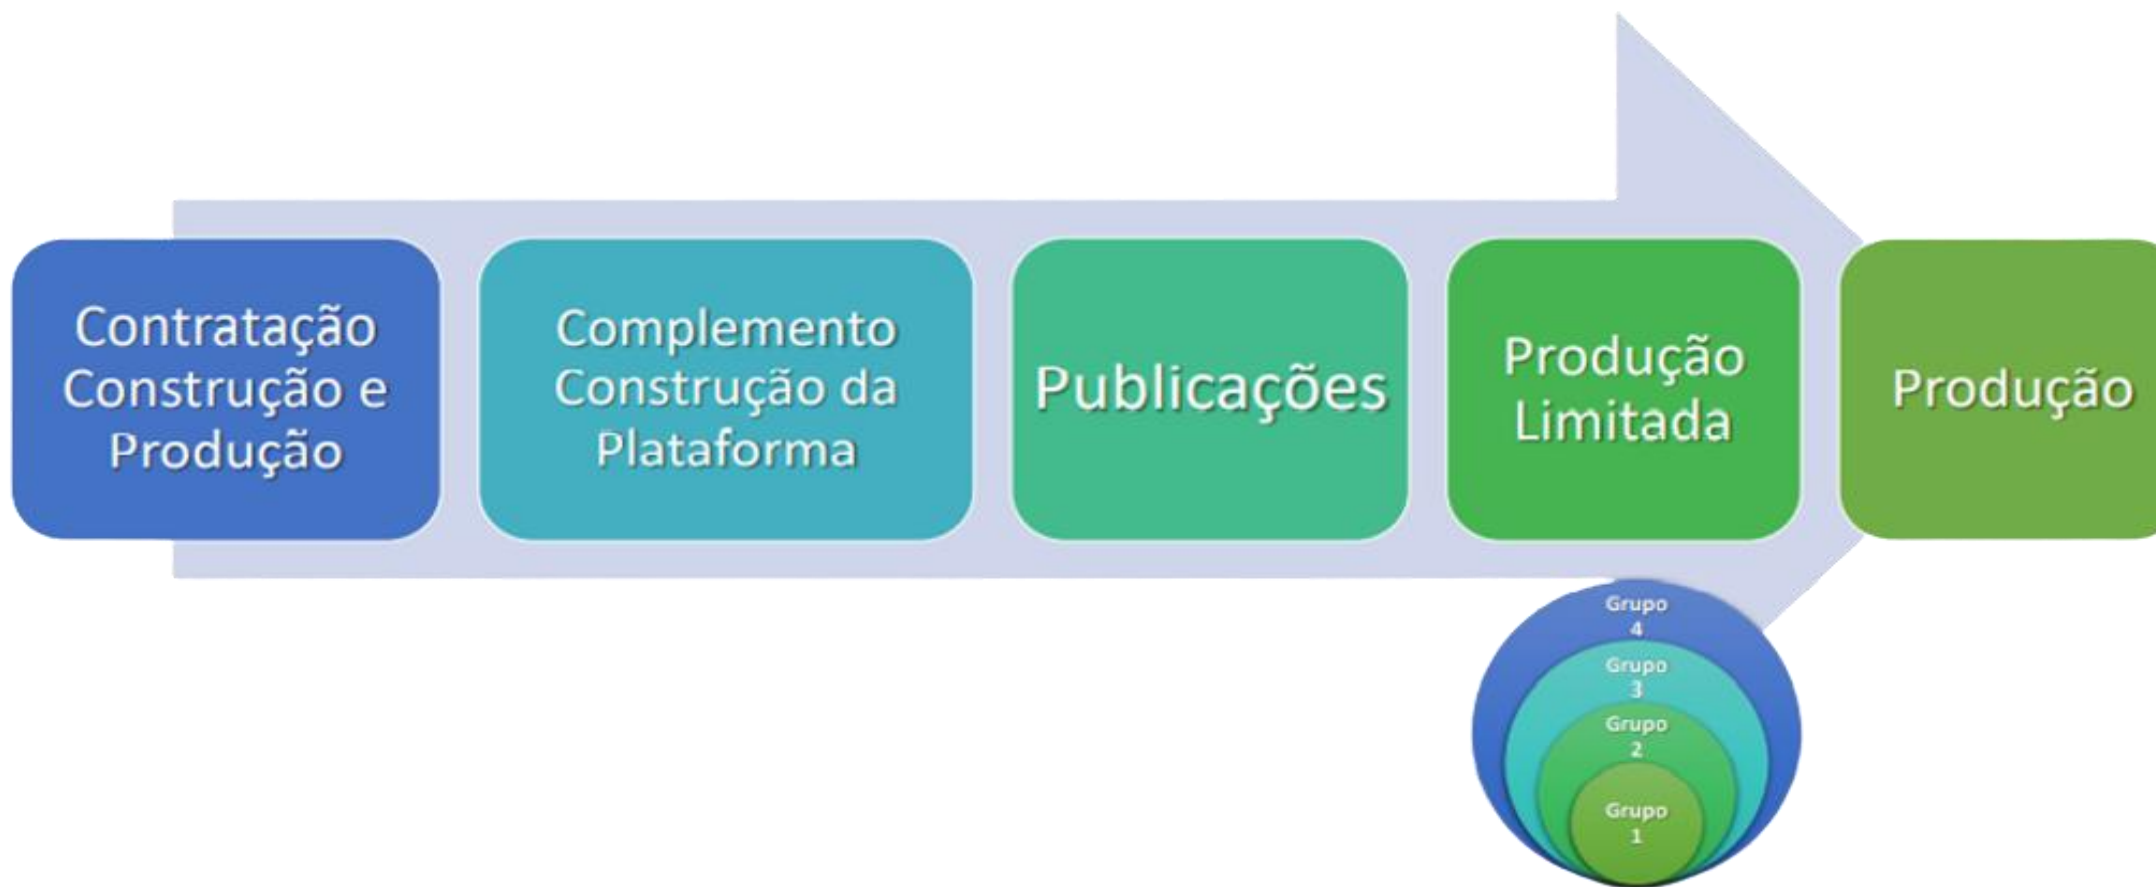 Contratação
Construção e
Produção
Complemento
Construção da
Plataforma
Publicações
Produção
Limitada
Produção
Grupo
4
Grupo
3
Grupo
2
Grupo
1